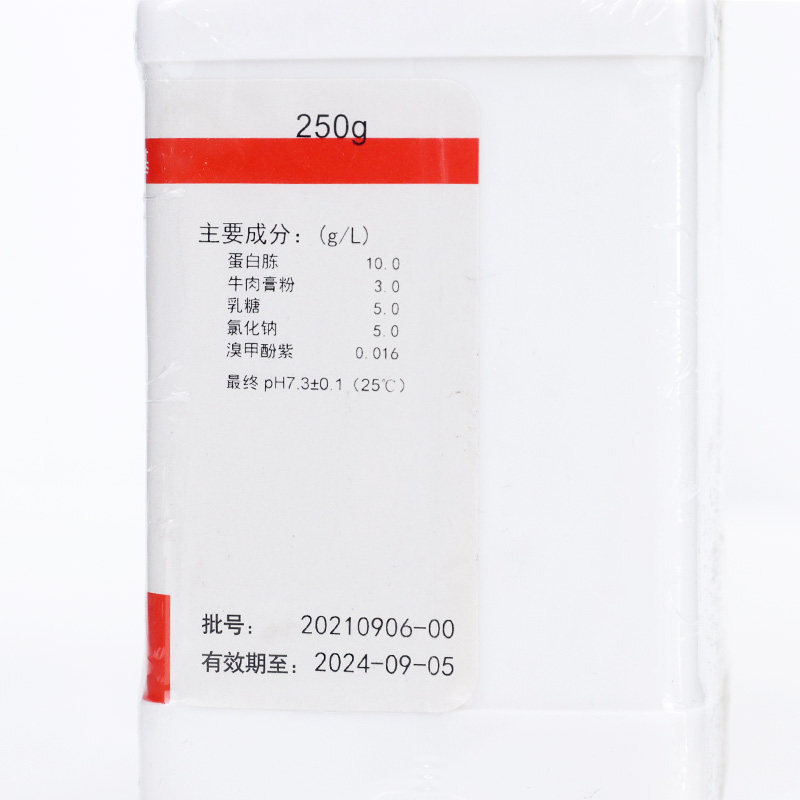 250g
主要成分：(g/L)
蛋白胨 10.0
牛肉膏粉 3.0
乳糖 5.0
氯化钠 5.0
溴甲酚紫 0.016
最终 pH7.3±0.1（25℃）
批号： 20210906-00
有效期至：2024-09-05